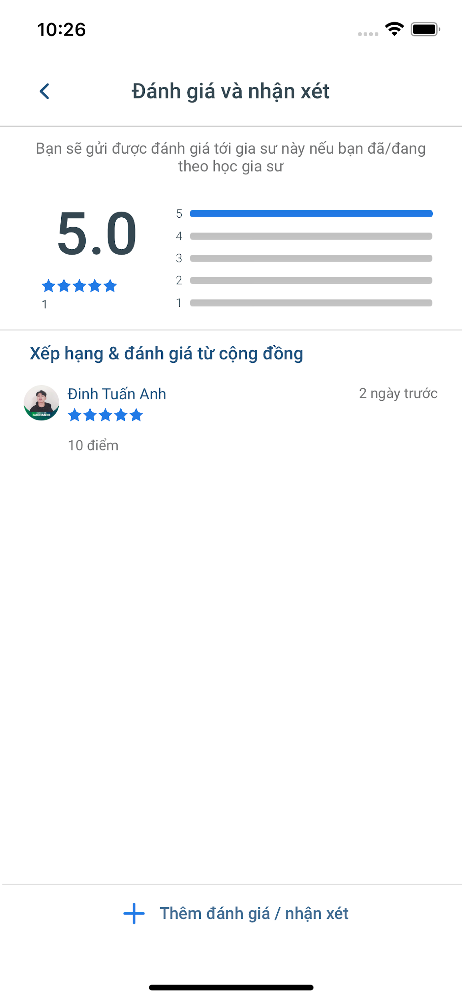 10:26
Đánh giá và nhận xét
Bạn sẽ gửi được đánh giá tới gia sư này nếu bạn đã/đang
theo học gia sư
5.0
1
5
4
3
2
1
Xếp hạng & đánh giá từ cộng đồng
Đinh Tuấn Anh
2 ngày trước
10 điểm
Thêm đánh giá / nhận xét